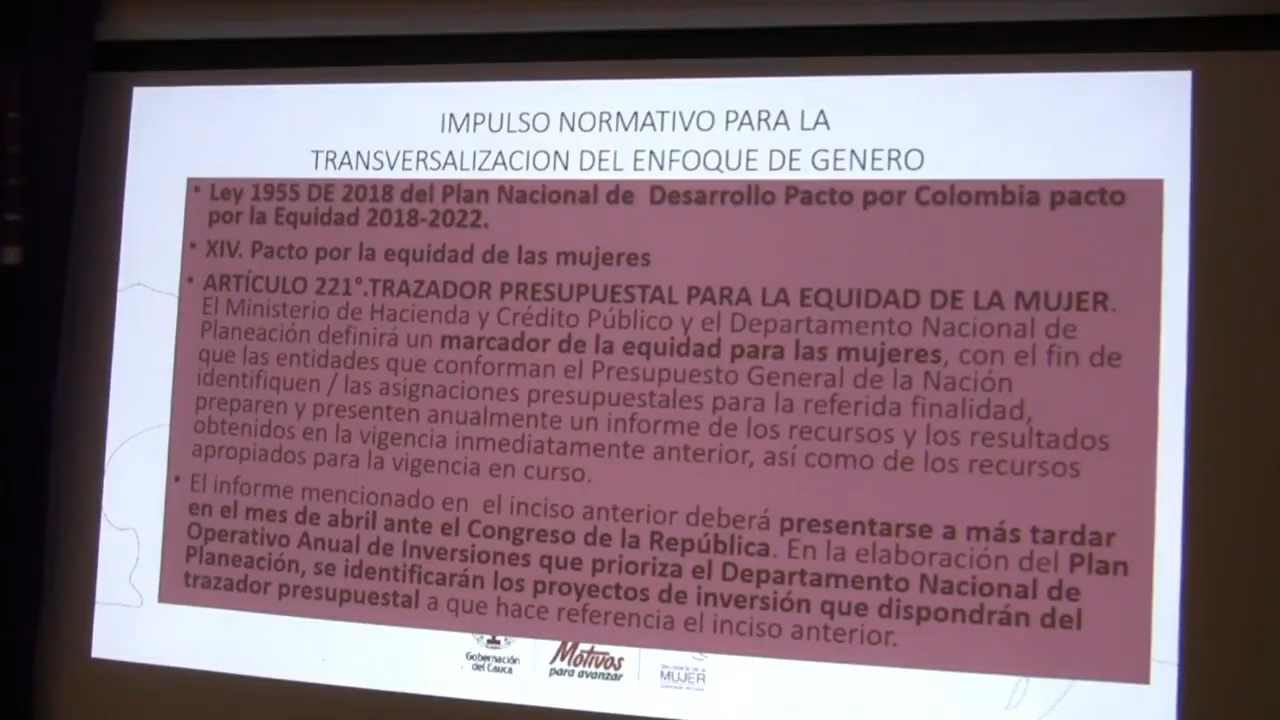 IMPULSO NORMATIVO PARA LA
TRANSVERSALIZACION DEL ENFOQUE DE GENERO
• Ley 1955 DE 2018 del Plan Nacional de Desarrollo Pacto por Colombia pacto
por la Equidad 2018-2022.
• XIV. Pacto por la equidad de las mujeres
• ARTÍCULO 221°.TRAZADOR PRESUPUESTAL PARA LA EQUIDAD DE LA MUJER.
El Ministerio de Hacienda y Crédito Público y el Departamento Nacional de
Planeación definirá un marcador de la equidad para las mujeres, con el fin de
que las entidades que conforman el Presupuesto General de la Nación
identifiquen / las asignaciones presupuestales para la referida finalidad,
preparen y presenten anualmente un informe de los recursos y los resultados
obtenidos en la vigencia inmediatamente anterior, así como de los recursos
apropiados para la vigencia en curso.
• El informe mencionado en el inciso anterior deberá presentarse a más tardar
en el mes de abril ante el Congreso de la República. En la elaboración del Plan
Operativo Anual de Inversiones que prioriza el Departamento Nacional de
Planeación, se identificarán los proyectos de inversión que dispondrán del
trazador presupuestal a que hace referencia el inciso anterior.
Gobernación
del Cauca
Motivos
para avanzar
Secretaría de la
MUJER